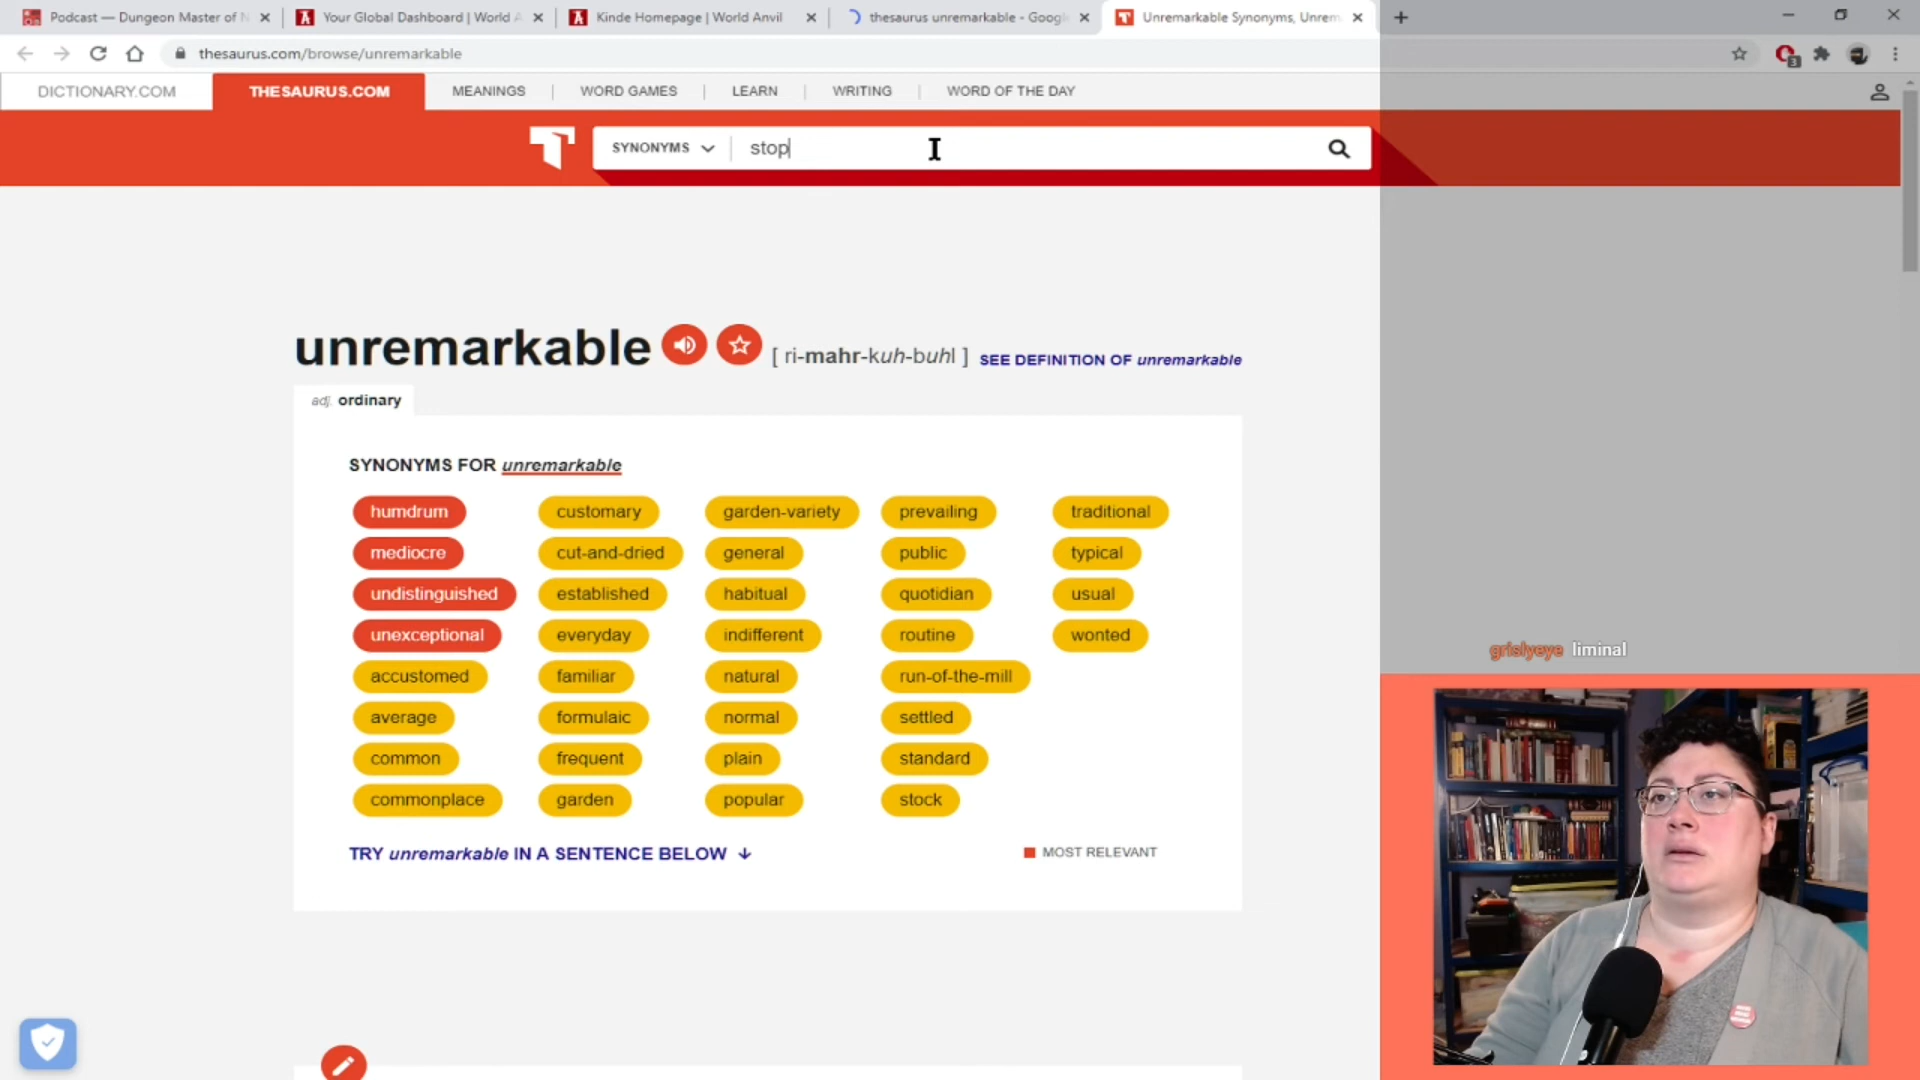 Podcast — Dungeon Master of N
Your Global Dashboard | World A
Kinde Homepage | World Anvil
thesaurus unremarkable - Googl
Unremarkable Synonyms, Unrem
thesaurus.com/browse/unremarkable
3
DICTIONARY.COM
THESAURUS.COM
MEANINGS
WORD GAMES
LEARN
WRITING
WORD OF THE DAY
SYNONYMS
stop
unremarkable
[ ri-mahr-kuh-buhl ]
SEE DEFINITION OF unremarkable
adj. ordinary
SYNONYMS FOR unremarkable
humdrum
mediocre
undistinguished
unexceptional
accustomed
average
common
commonplace
customary
cut-and-dried
established
everyday
familiar
formulaic
frequent
garden
garden-variety
general
habitual
indifferent
natural
normal
plain
popular
prevailing
public
quotidian
routine
run-of-the-mill
settled
standard
stock
traditional
typical
usual
wonted
TRY unremarkable IN A SENTENCE BELOW
MOST RELEVANT
grislyeye liminal